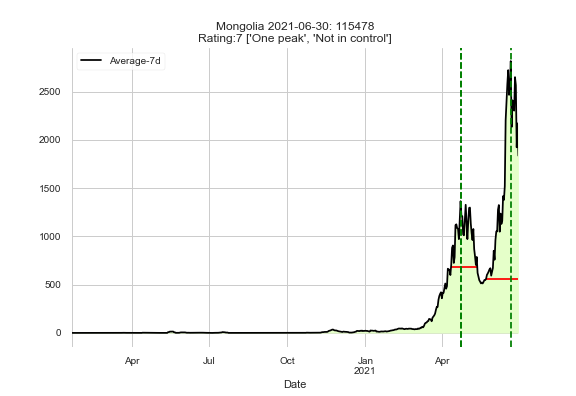 Mongolia 2021-06-30: 115478
Rating:7 ['One peak', 'Not in control']
Average-7d
2500
2000
1500
1000
500
0
Apr Jul Oct Jan Apr
2021
Date